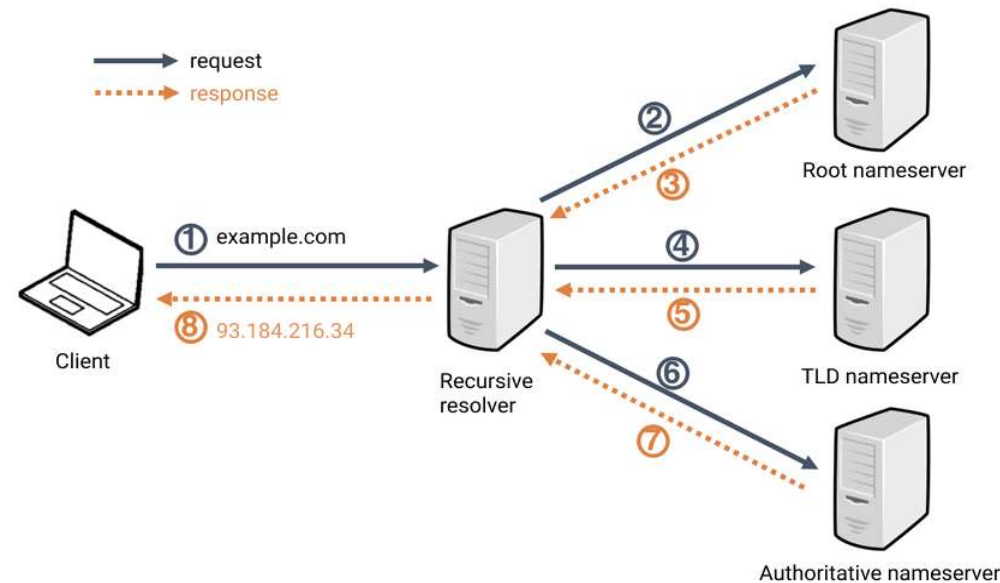 request
response
② 
Root nameserver
③
① example.com
④
⑧ 93.184.216.34
⑤
Client
Recursive
resolver
⑥
TLD nameserver
⑦
Authoritative nameserver